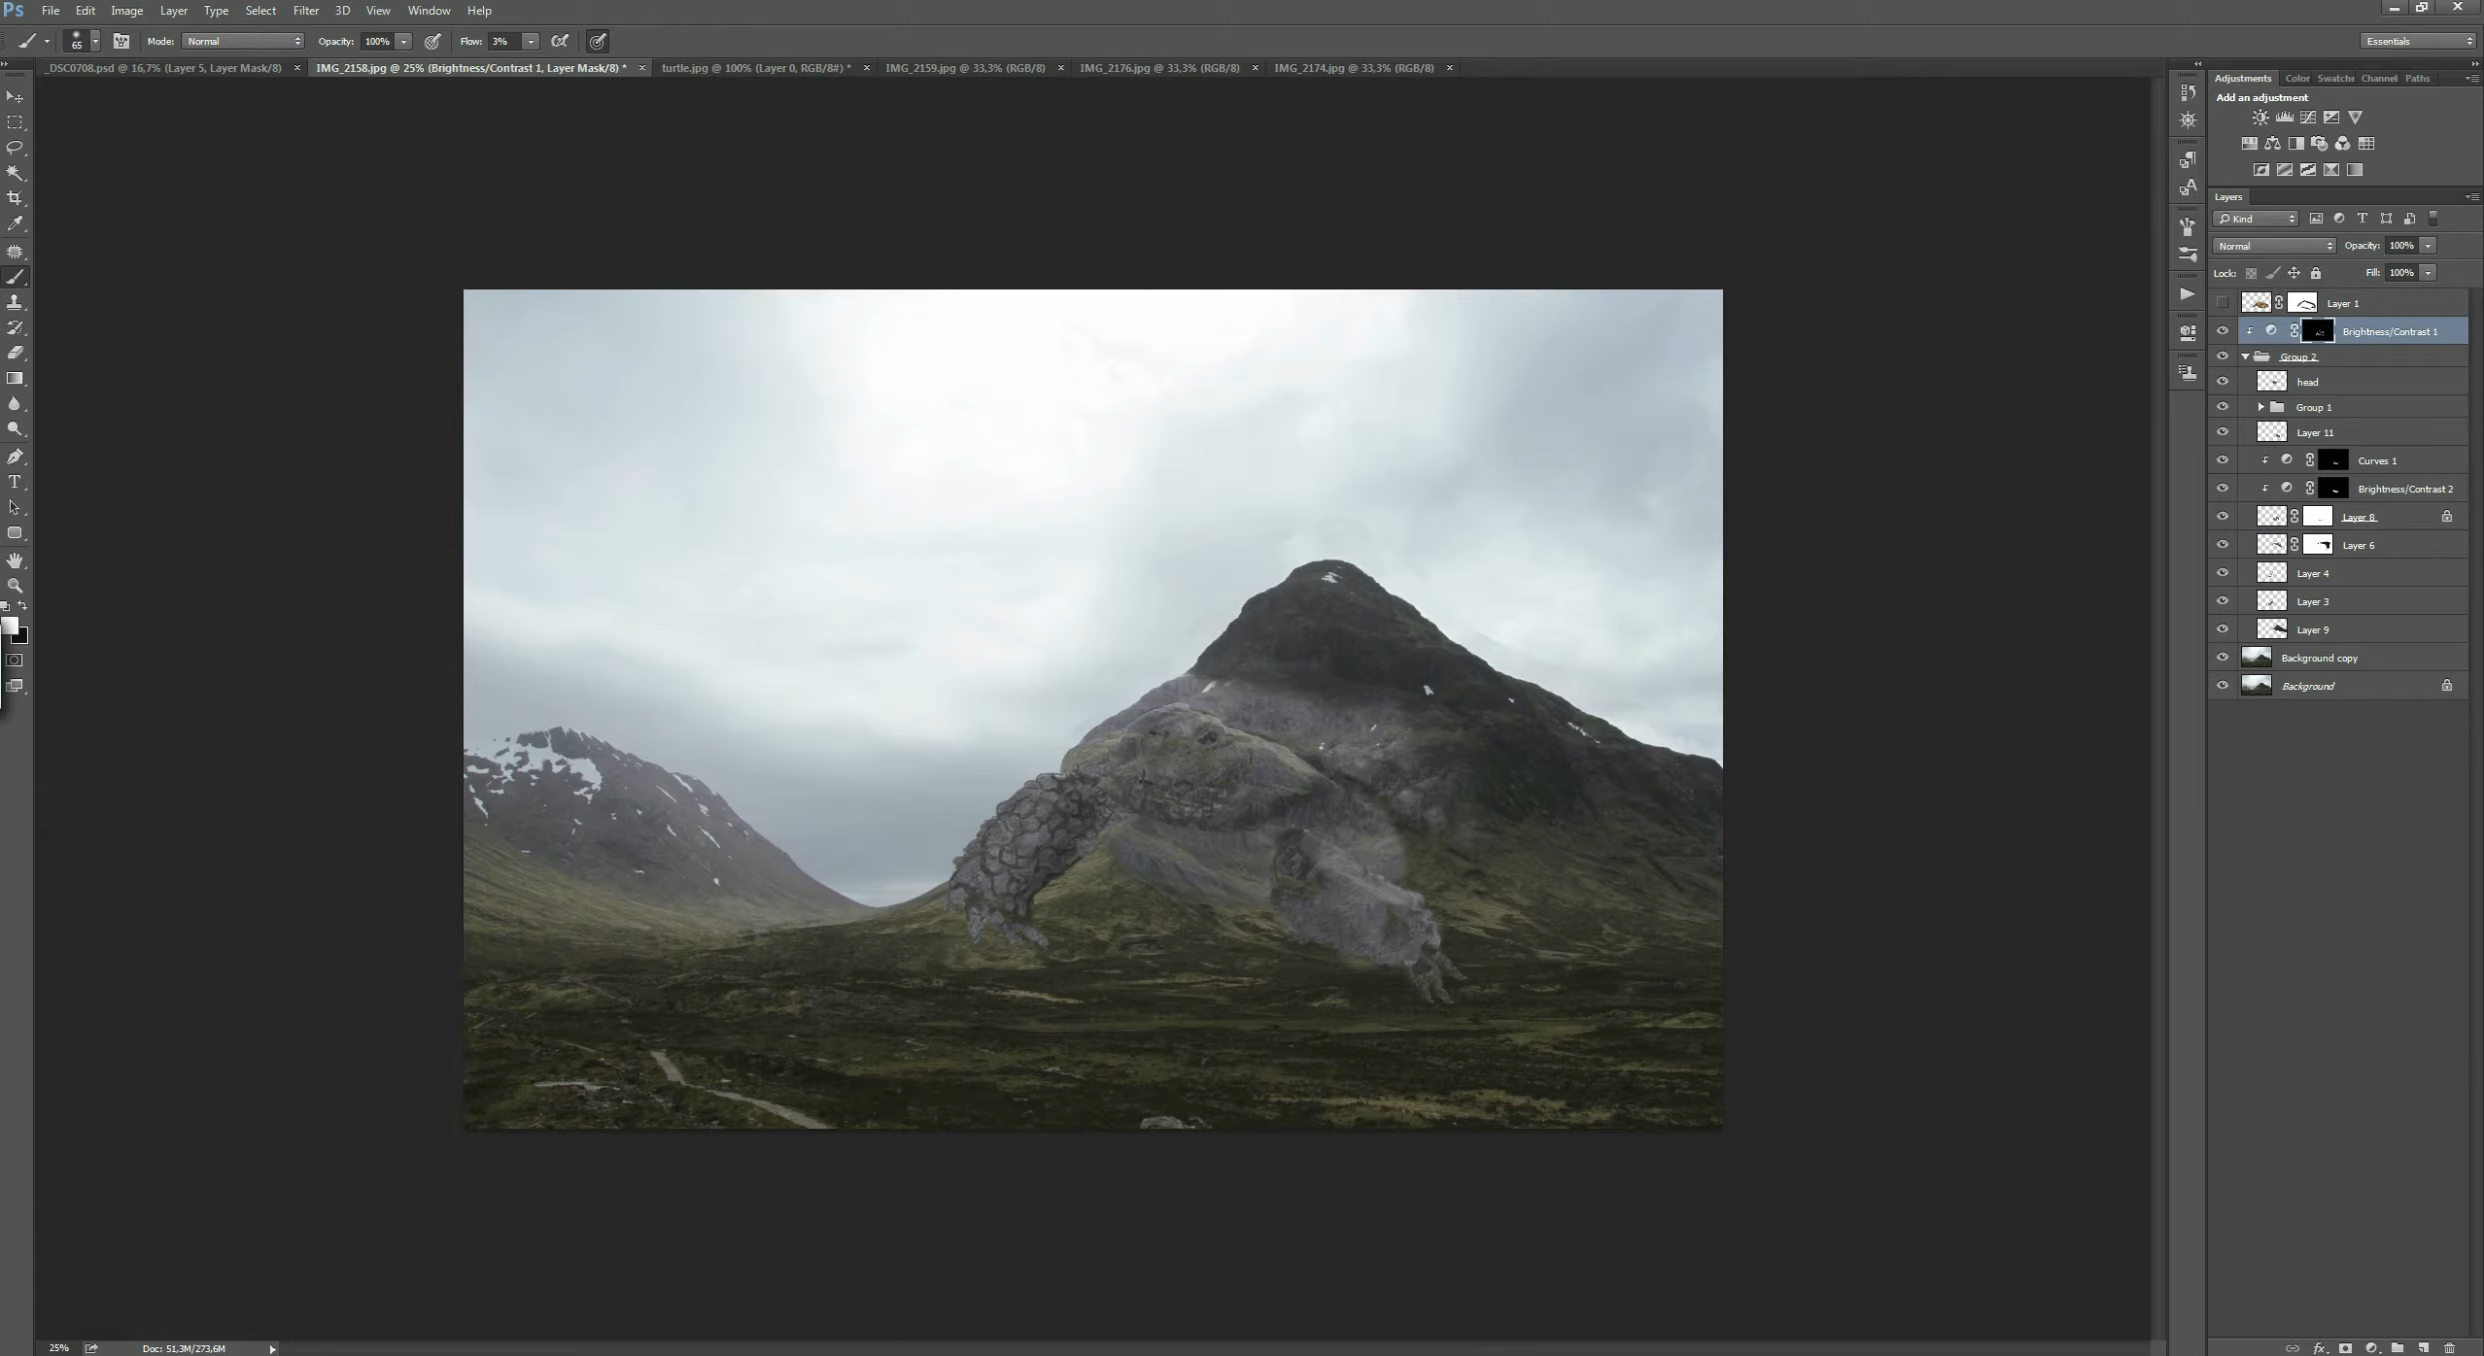 Ps File Edit Image Layer Type Select Filter 3D View Window Help
65 Mode: Normal Opacity: 100% Flow: 3% Essentials
_DSC0708.psd @ 16,7% (Layer 5, Layer Mask/8) × IMG_2158.jpg @ 25% (Brightness/Contrast 1, Layer Mask/8) * × turtle.jpg @ 100% (Layer 0, RGB/8#) * × IMG_2159.jpg @ 33,3% (RGB/8) × IMG_2176.jpg @ 33,3% (RGB/8) × IMG_2174.jpg @ 33,3% (RGB/8) ×
Adjustments Color Swatche Channel Paths
Add an adjustment
Layers
Kind
Normal Opacity: 100%
Lock: Fill: 100%
Layer 1
Brightness/Contrast 1
Group 2
head
Group 1
Layer 11
Curves 1
Brightness/Contrast 2
Layer 8
Layer 6
Layer 4
Layer 3
Layer 9
Background copy
Background
25% Doc: 51,3M/273,6M